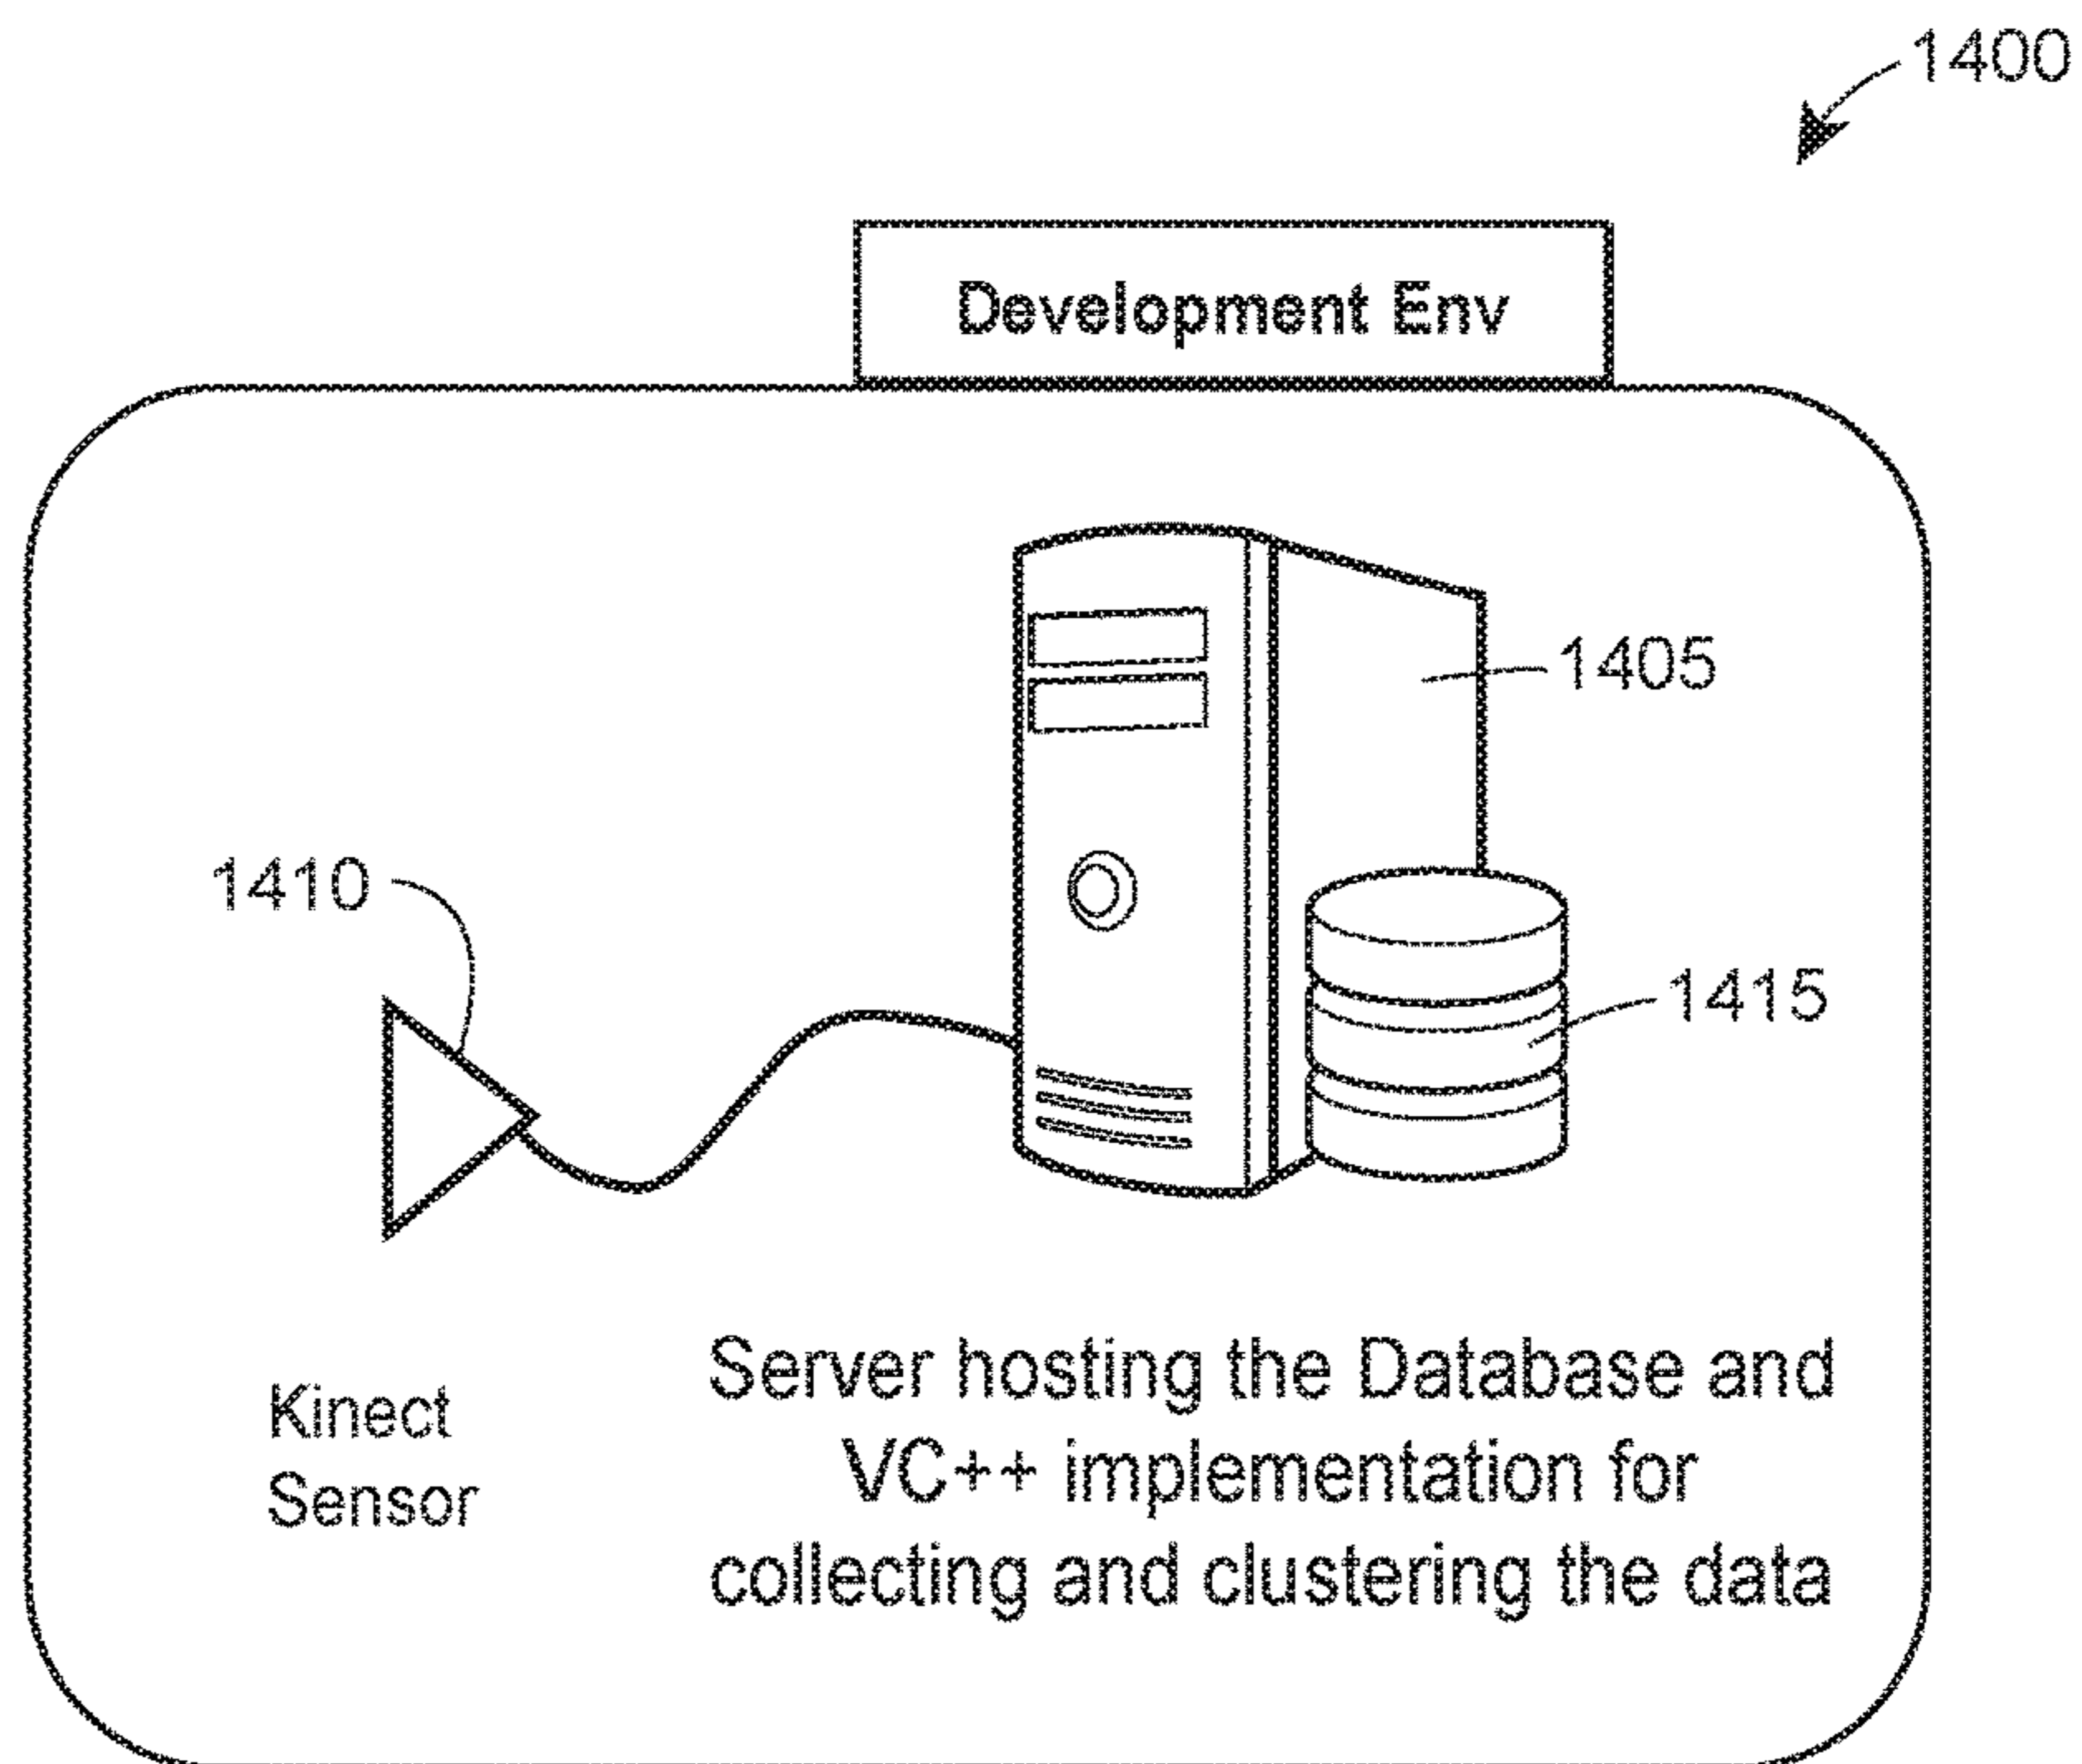 1400
Development Env
1405
1410
1415
Kinect
Sensor
Server hosting the Database and
VC++ implementation for
collecting and clustering the data